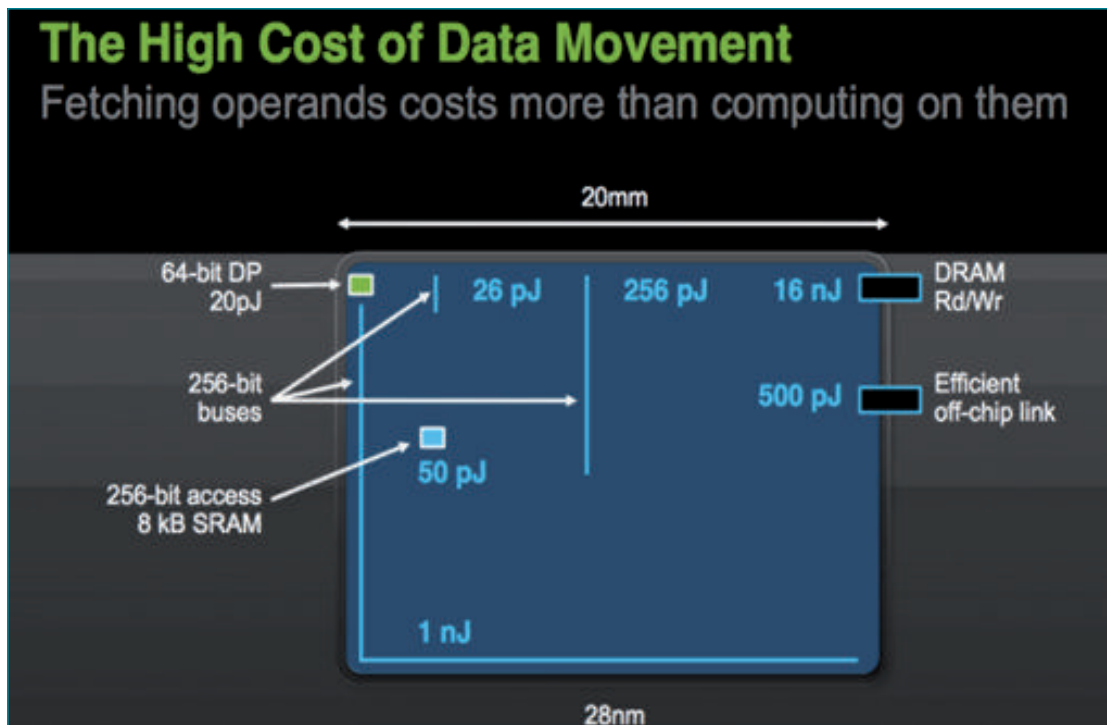 The High Cost of Data Movement
Fetching operands costs more than computing on them
20mm
64-bit DP
20pJ
26 pJ
256 pJ
16 nJ
DRAM
Rd/Wr
256-bit
buses
500 pJ
Efficient
off-chip link
50 pJ
256-bit access
8 kB SRAM
1 nJ
28nm